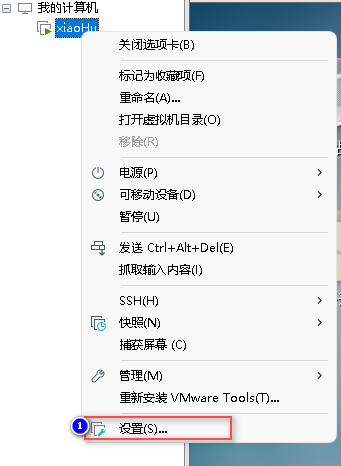 我的计算机
xiaoHu
关闭选项卡(B)
标记为收藏项(F)
重命名(A)...
打开虚拟机目录(O)
移除(R)
电源(P)
可移动设备(D)
暂停(U)
发送 Ctrl+Alt+Del(E)
抓取输入内容(I)
SSH(H)
快照(N)
捕获屏幕 (C)
管理(M)
重新安装 VMware Tools(T)...
1
设置(S)...